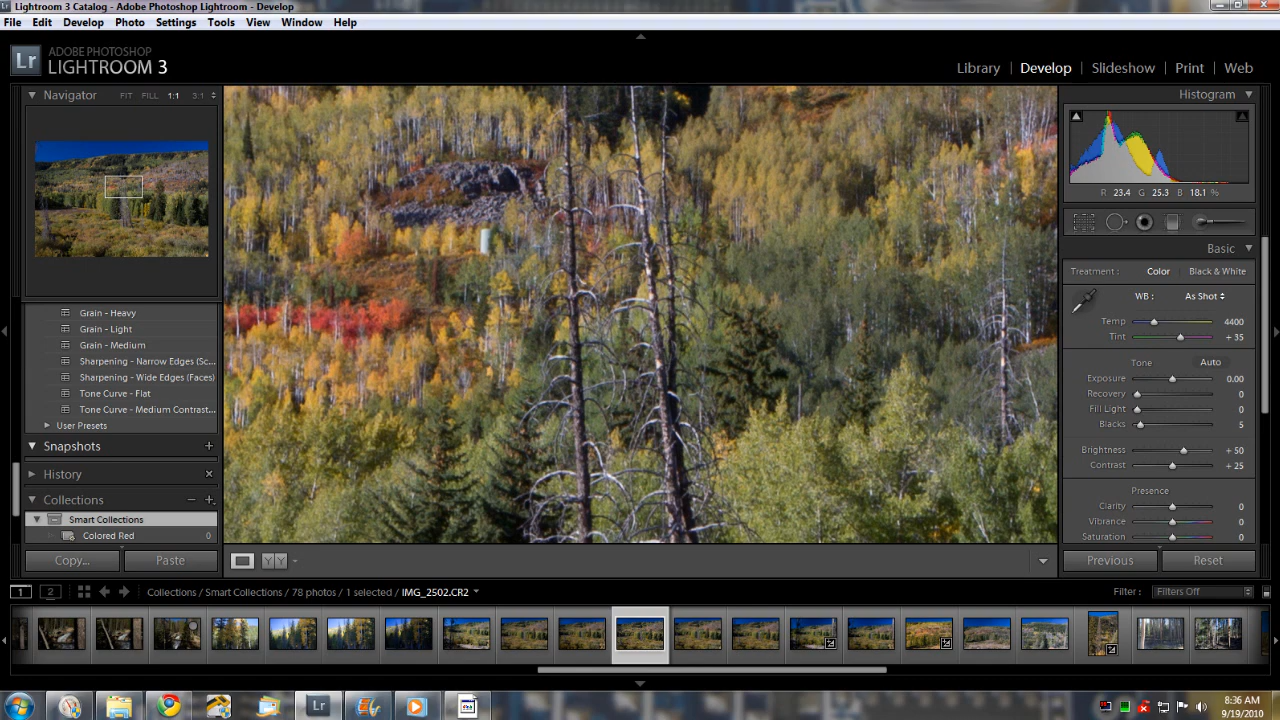 Lightroom 3 Catalog - Adobe Photoshop Lightroom - Develop
File Edit Develop Photo Settings Tools View Window Help
Lr
ADOBE PHOTOSHOP
LIGHTROOM 3
Library | Develop | Slideshow | Print | Web
Navigator FIT FILL 1:1 3:1
Grain - Heavy
Grain - Light
Grain - Medium
Sharpening - Narrow Edges (Sc...
Sharpening - Wide Edges (Faces)
Tone Curve - Flat
Tone Curve - Medium Contrast...
User Presets
Snapshots +
History ×
Collections − +
Smart Collections
Colored Red 0
Copy... Paste
Histogram
R 23.4 G 25.3 B 18.1 %
Basic
Treatment : Color Black & White
WB : As Shot
Temp 4400
Tint + 35
Tone Auto
Exposure 0.00
Recovery 0
Fill Light 0
Blacks 5
Brightness + 50
Contrast + 25
Presence
Clarity 0
Vibrance 0
Saturation 0
Previous Reset
Y Y
1 2 Collections / Smart Collections / 78 photos / 1 selected / IMG_2502.CR2
Filter : Filters Off
Lr
8:36 AM
9/19/2010